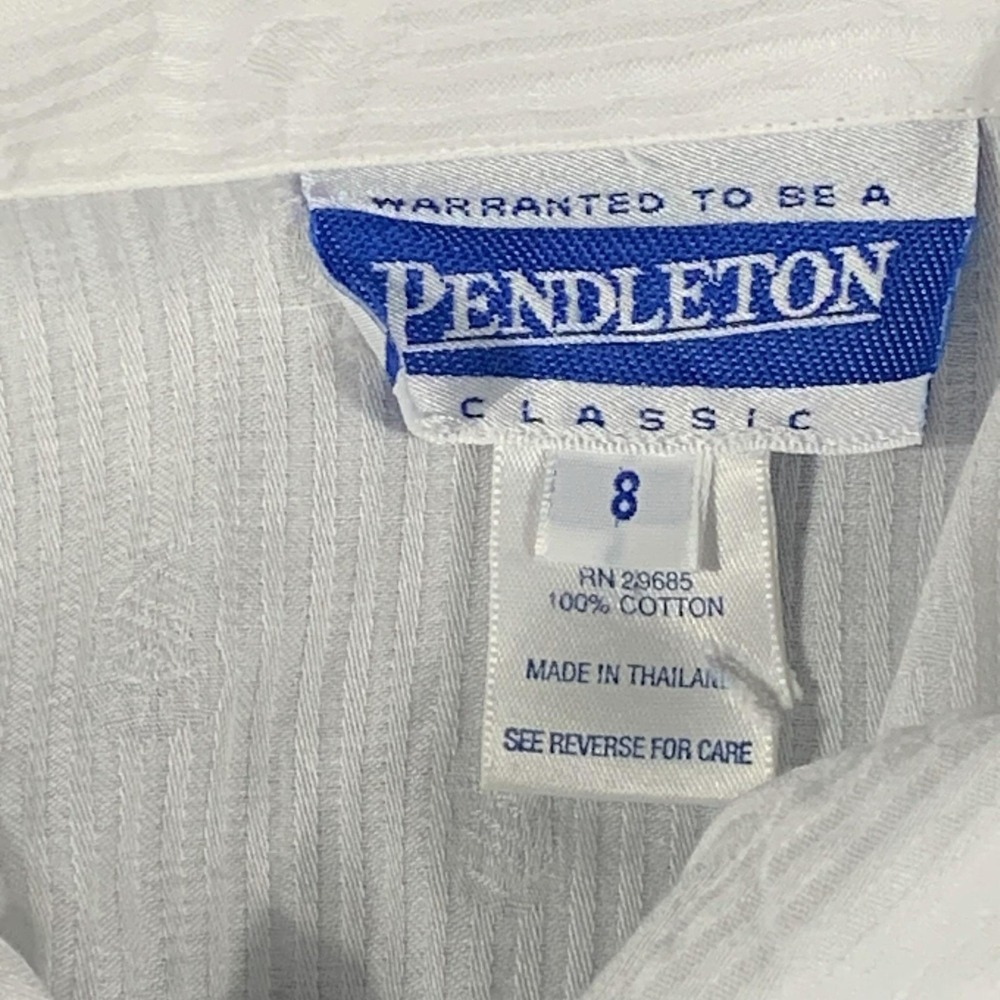 WARRANTED TO BE A
PENDLETON
CLASSIC
8
RN 29685
100% COTTON
MADE IN THAILAND
SEE REVERSE FOR CARE